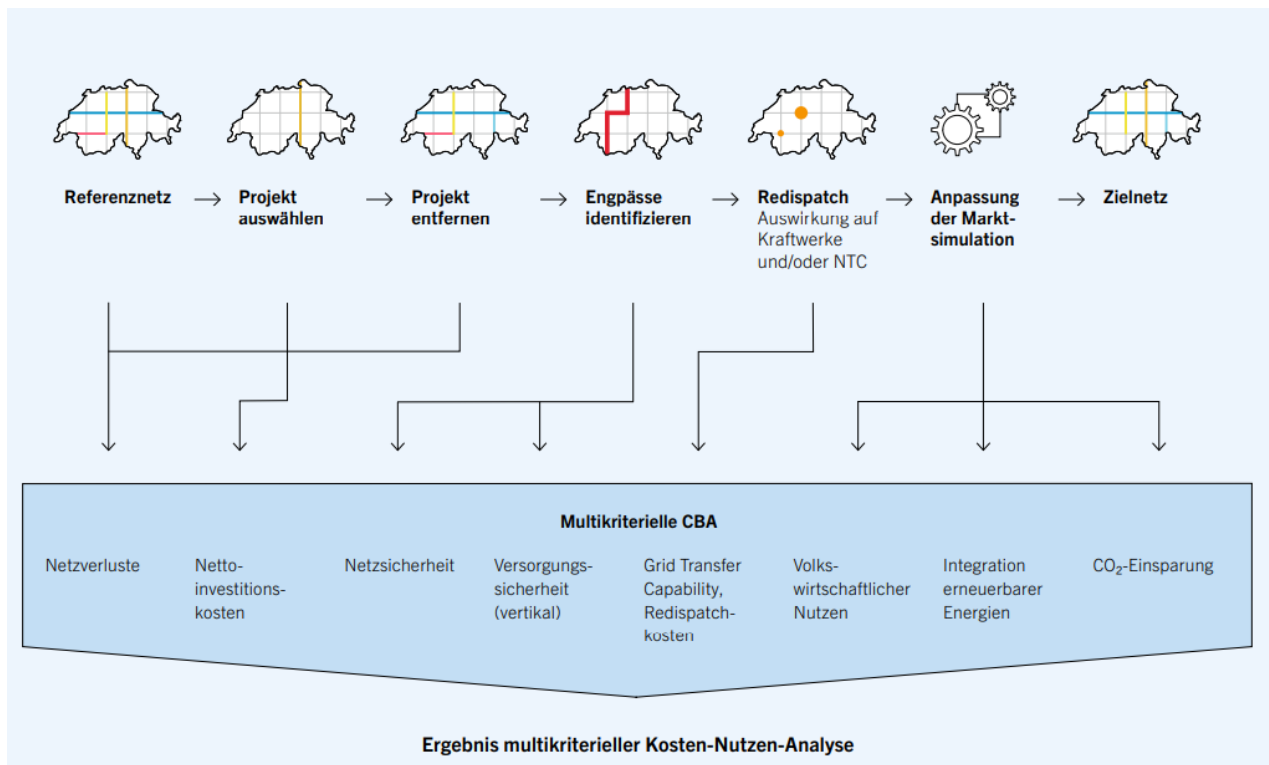 Referenznetz
Projekt
auswählen
Projekt
entfernen
Engpässe
identifizieren
Redispatch
Auswirkung auf
Kraftwerke
und/oder NTC
Anpassung
der Markt-
simulation
Zielnetz
Multikriterielle CBA
Netzverluste
Netto-
investitions-
kosten
Netzsicherheit
Versorgungs-
sicherheit
(vertikal)
Grid Transfer
Capability,
Redispatch-
kosten
Volks-
wirtschaftlicher
Nutzen
Integration
erneuerbarer
Energien
CO₂-Einsparung
Ergebnis multikriterieller Kosten-Nutzen-Analyse